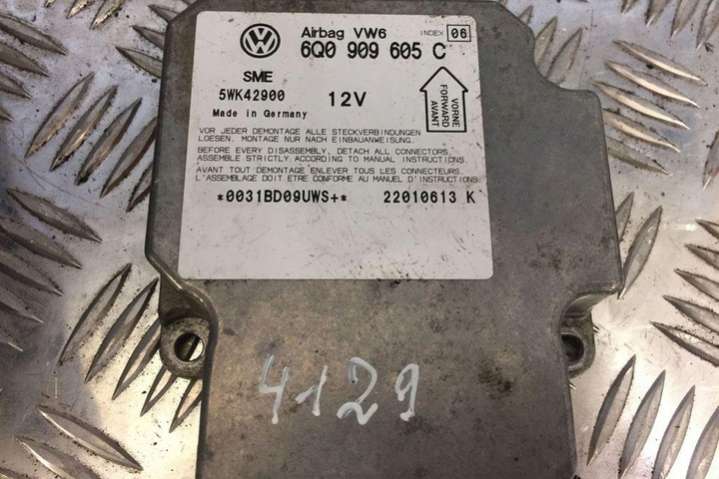 VW
Airbag VW6 INDEX 06
6Q0 909 605 C
SME
5WK42900 12V
Made in Germany
VORNE
FORWARD
AVANT
VOR JEDER DEMONTAGE ALLE STECKVERBINDUNGEN
LOESEN, MONTAGE NUR NACH EINBAUANWEISUNG.
BEFORE EVERY DISASSEMBLY, DETACH ALL CONNECTORS
ASSEMBLE STRICTLY, ACCORDING TO MANUAL INSTRUCTIONS.
AVANT TOUT DEMONTAGE ENLEVER TOUS LES CONNECTEURS.
L'ASSEMBLAGE DOIT ETRE CONFORME AU MANUEL D'INSTRUCTIONS.
*0031BD09UWS+* 22010613 K
4129